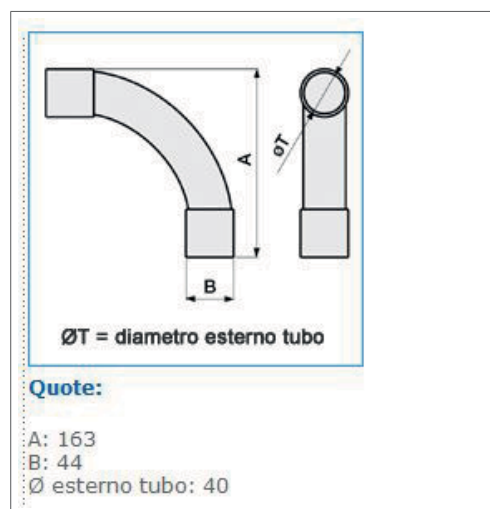 A
øT
B
ØT = diametro esterno tubo
Quote:
A: 163
B: 44
Ø esterno tubo: 40